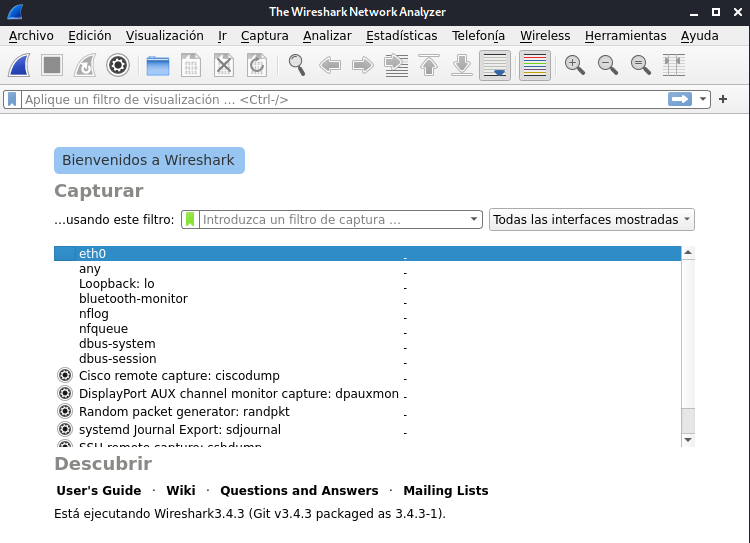 The Wireshark Network Analyzer
Archivo Edición Visualización Ir Captura Analizar Estadísticas Telefonía Wireless Herramientas Ayuda
Aplique un filtro de visualización … <Ctrl-/>
Bienvenidos a Wireshark
Capturar
…usando este filtro: Introduzca un filtro de captura … Todas las interfaces mostradas
eth0
any
Loopback: lo
bluetooth-monitor
nflog
nfqueue
dbus-system
dbus-session
Cisco remote capture: ciscodump
DisplayPort AUX channel monitor capture: dpauxmon
Random packet generator: randpkt
systemd Journal Export: sdjournal
SSH remote capture: sshdump
Descubrir
User's Guide · Wiki · Questions and Answers · Mailing Lists
Está ejecutando Wireshark3.4.3 (Git v3.4.3 packaged as 3.4.3-1).